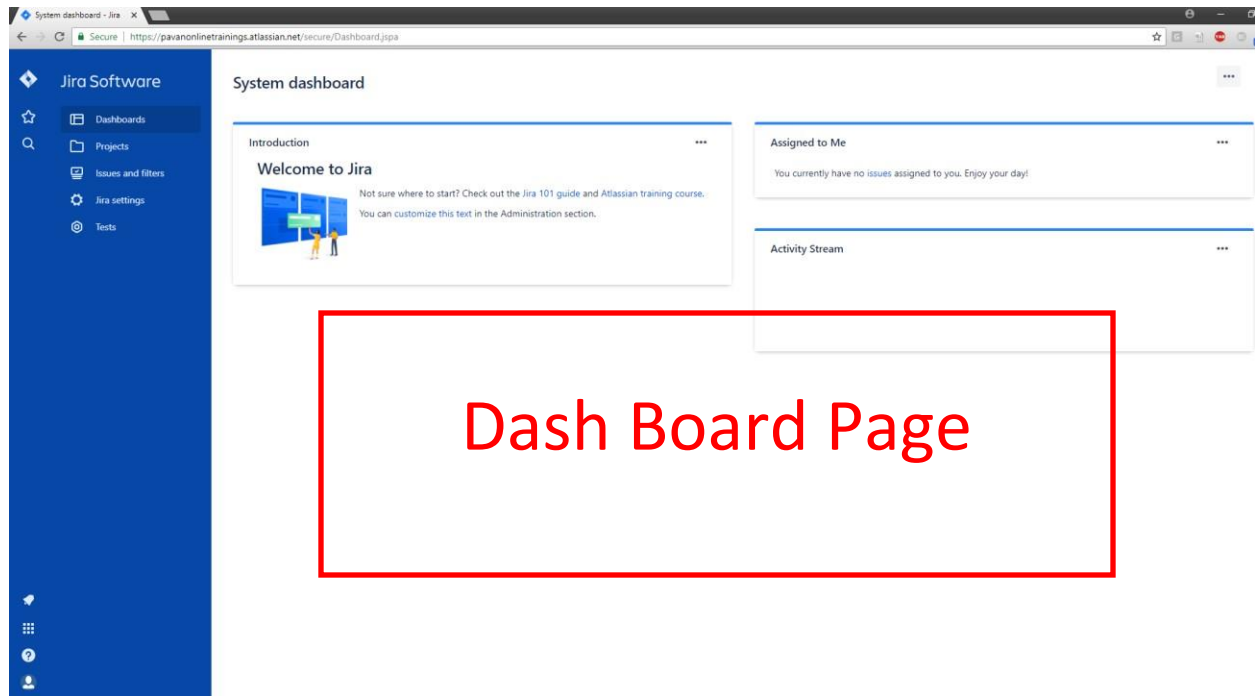 System dashboard - Jira
Secure | https://pavanonlinetrainings.atlassian.net/secure/Dashboard.jspa
Jira Software
Dashboards
Projects
Issues and filters
Jira settings
Tests
System dashboard
Introduction
Welcome to Jira
Not sure where to start? Check out the Jira 101 guide and Atlassian training course.
You can customize this text in the Administration section.
Assigned to Me
You currently have no issues assigned to you. Enjoy your day!
Activity Stream
Dash Board Page